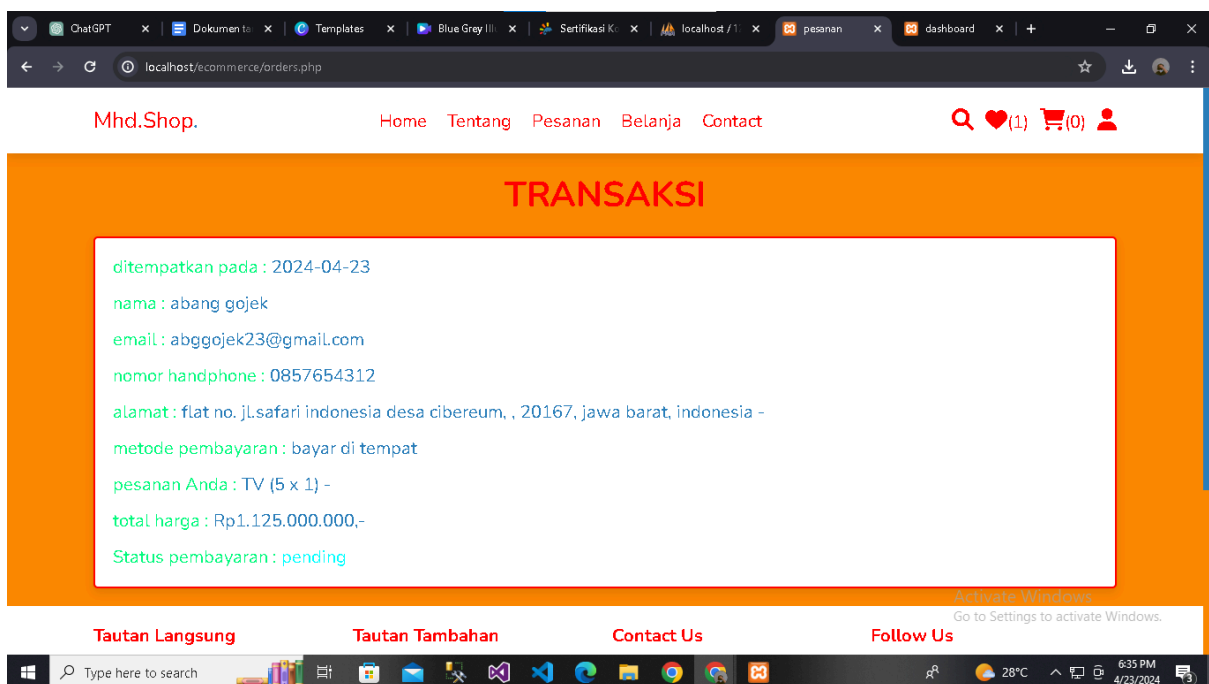 ChatGPT
Dokumen ta
Templates
Blue Grey Ill
Sertifikasi Ko
localhost / 1
pesanan
dashboard
localhost/ecommerce/orders.php
Mhd.Shop.
Home Tentang Pesanan Belanja Contact
(1) (0)
TRANSAKSI
ditempatkan pada : 2024-04-23
nama : abang gojek
email : abggojek23@gmail.com
nomor handphone : 0857654312
alamat : flat no. jl.safari indonesia desa cibereum, , 20167, jawa barat, indonesia -
metode pembayaran : bayar di tempat
pesanan Anda : TV (5 x 1) -
total harga : Rp1.125.000.000,-
Status pembayaran : pending
Activate Windows
Go to Settings to activate Windows.
Tautan Langsung Tautan Tambahan Contact Us Follow Us
Type here to search
28°C
6:35 PM
4/23/2024